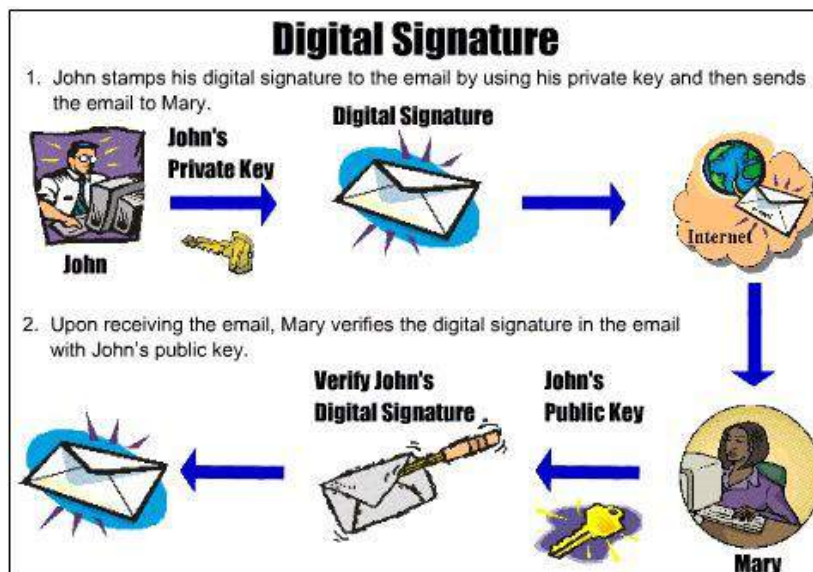 Digital Signature
1. John stamps his digital signature to the email by using his private key and then sends
the email to Mary.
John's
Private Key
Digital Signature
John
Internet
2. Upon receiving the email, Mary verifies the digital signature in the email
with John's public key.
Verify John's
Digital Signature
John's
Public Key
Mary